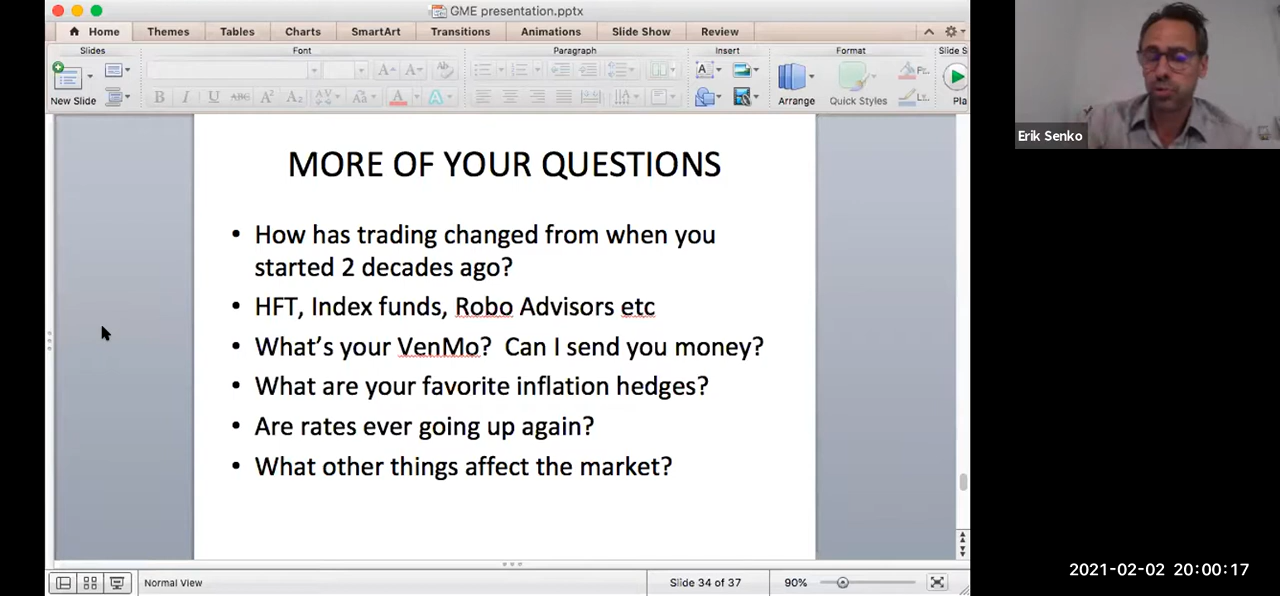 GME presentation.pptx
Home Themes Tables Charts SmartArt Transitions Animations Slide Show Review
Slides Font Paragraph Insert Format Slide S
New Slide Arrange Quick Styles Pla
MORE OF YOUR QUESTIONS
• How has trading changed from when you
started 2 decades ago?
• HFT, Index funds, Robo Advisors etc
• What's your VenMo? Can I send you money?
• What are your favorite inflation hedges?
• Are rates ever going up again?
• What other things affect the market?
Normal View Slide 34 of 37 90%
Erik Senko
2021-02-02 20:00:17